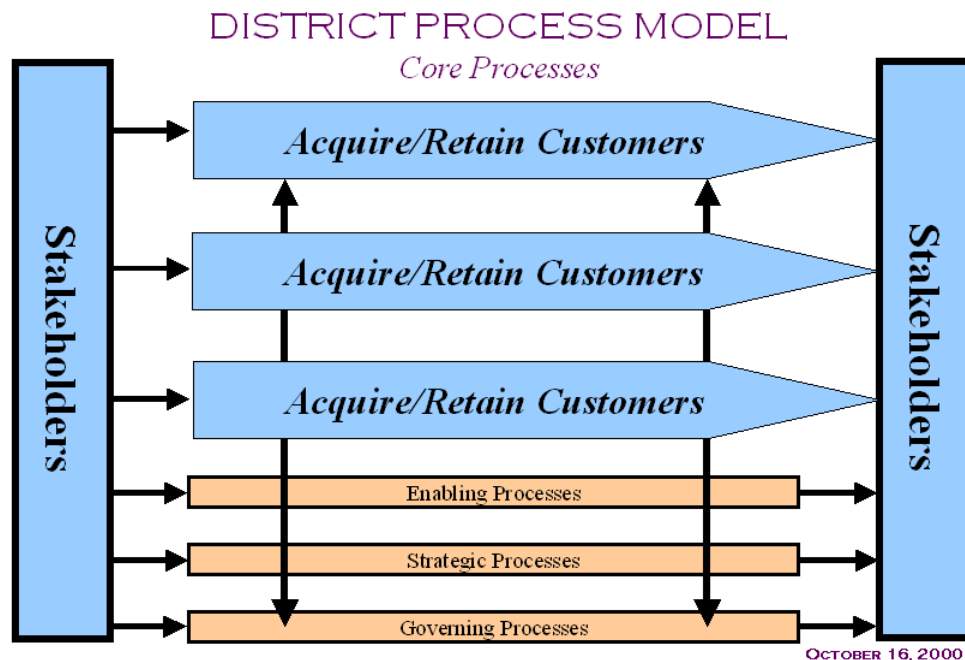 DISTRICT PROCESS MODEL
Core Processes
Stakeholders
Acquire/Retain Customers
Acquire/Retain Customers
Acquire/Retain Customers
Enabling Processes
Strategic Processes
Governing Processes
Stakeholders
OCTOBER 16, 2000